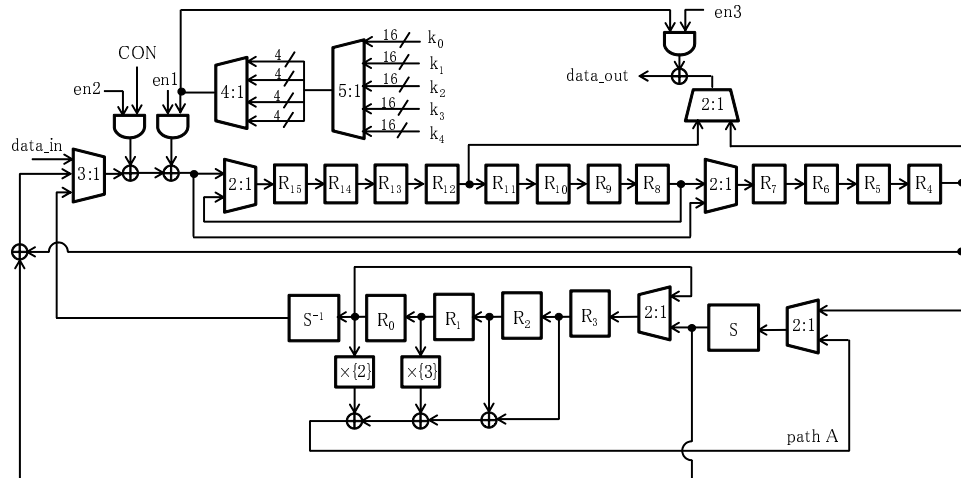 en3
CON
en2
en1
4
4
4
4
4:1
5:1
16
k₀
16
k₁
16
k₂
16
k₃
16
k₄
data_out
2:1
data_in
3:1
2:1
R₁₅
R₁₄
R₁₃
R₁₂
R₁₁
R₁₀
R₉
R₈
2:1
R₇
R₆
R₅
R₄
S⁻¹
R₀
R₁
R₂
R₃
2:1
S
2:1
×{2}
×{3}
path A